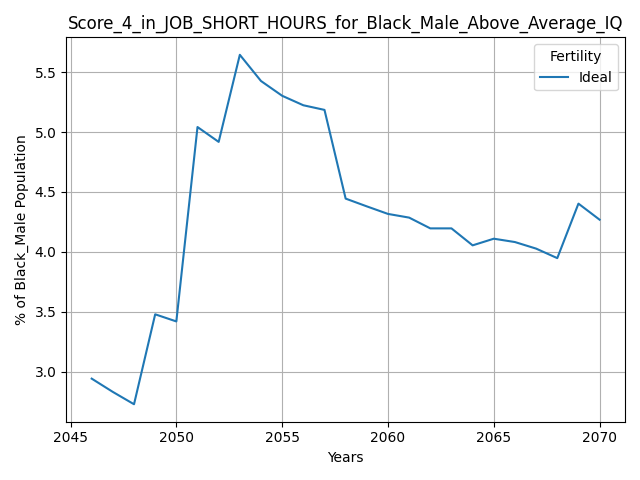 Score_4_in_JOB_SHORT_HOURS_for_Black_Male_Above_Average_IQ
Fertility
Ideal
% of Black_Male Population
5.5
5.0
4.5
4.0
3.5
3.0
2045 2050 2055 2060 2065 2070
Years